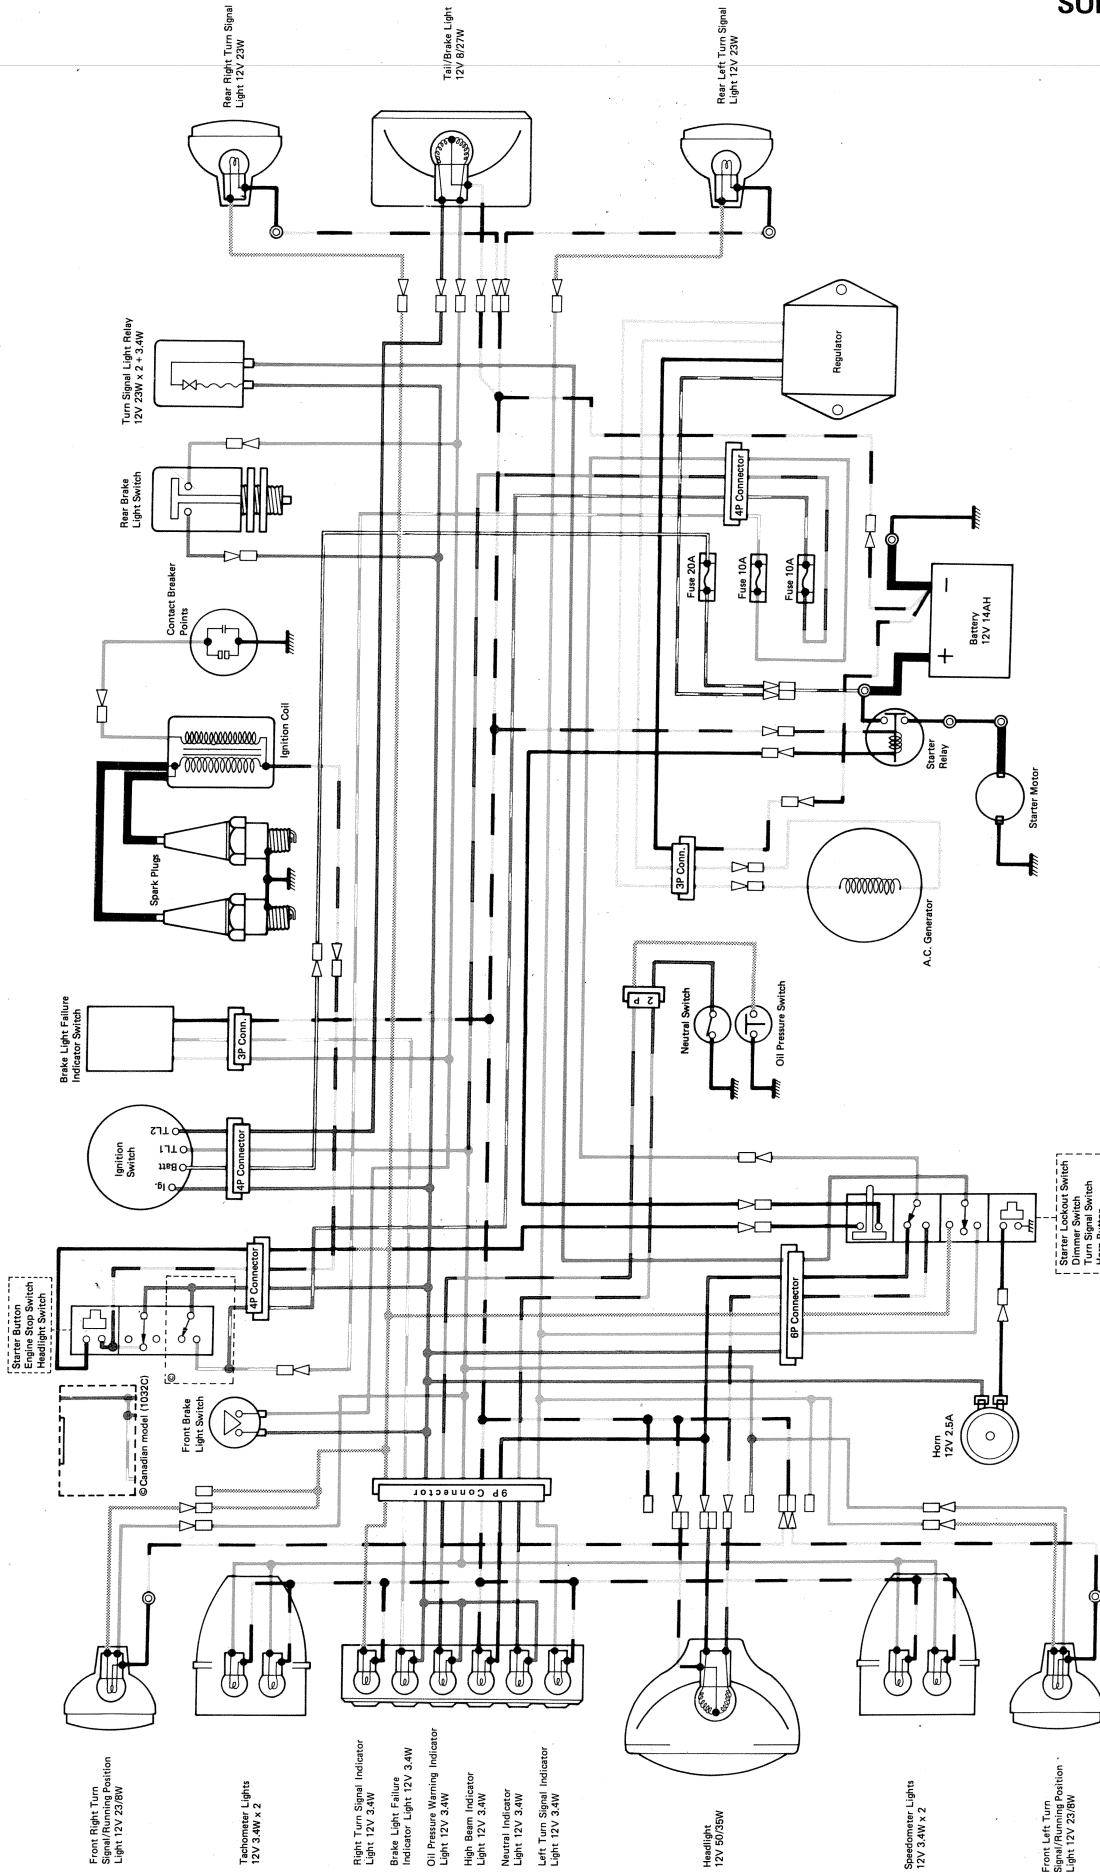 SU
Rear Right Turn Signal
Light 12V 23W
Tail/Brake Light
12V 8/27W
Rear Left Turn Signal
Light 12V 23W
Turn Signal Light Relay
12V 23W x 2 + 3.4W
Regulator
Rear Brake
Light Switch
4P Connector
Fuse 20A
Fuse 10A
Fuse 10A
Contact Breaker
Points
Battery
12V 14AH
+
−
Ignition Coil
Starter
Relay
Starter Motor
Spark Plugs
3P Conn.
A.C. Generator
Brake Light Failure
Indicator Switch
3P Conn.
2 P
Neutral Switch
Oil Pressure Switch
Ignition
Switch
TL2
TL1
Batt
Ig.
4P Connector
Starter Button
Engine Stop Switch
Headlight Switch
4P Connector
©
6P Connector
Starter Lockout Switch
Dimmer Switch
Turn Signal Switch
© Canadian model (1032C)
Front Brake
Light Switch
Horn
12V 2.5A
9P Connector
Front Right Turn
Signal/Running Position
Light 12V 23/8W
Tachometer Lights
12V 3.4W x 2
Right Turn Signal Indicator
Light 12V 3.4W
Brake Light Failure
Indicator Light 12V 3.4W
Oil Pressure Warning Indicator
Light 12V 3.4W
High Beam Indicator
Light 12V 3.4W
Neutral Indicator
Light 12V 3.4W
Left Turn Signal Indicator
Light 12V 3.4W
Headlight
12V 50/35W
Speedometer Lights
12V 3.4W x 2
Front Left Turn
Signal/Running Position
Light 12V 23/8W